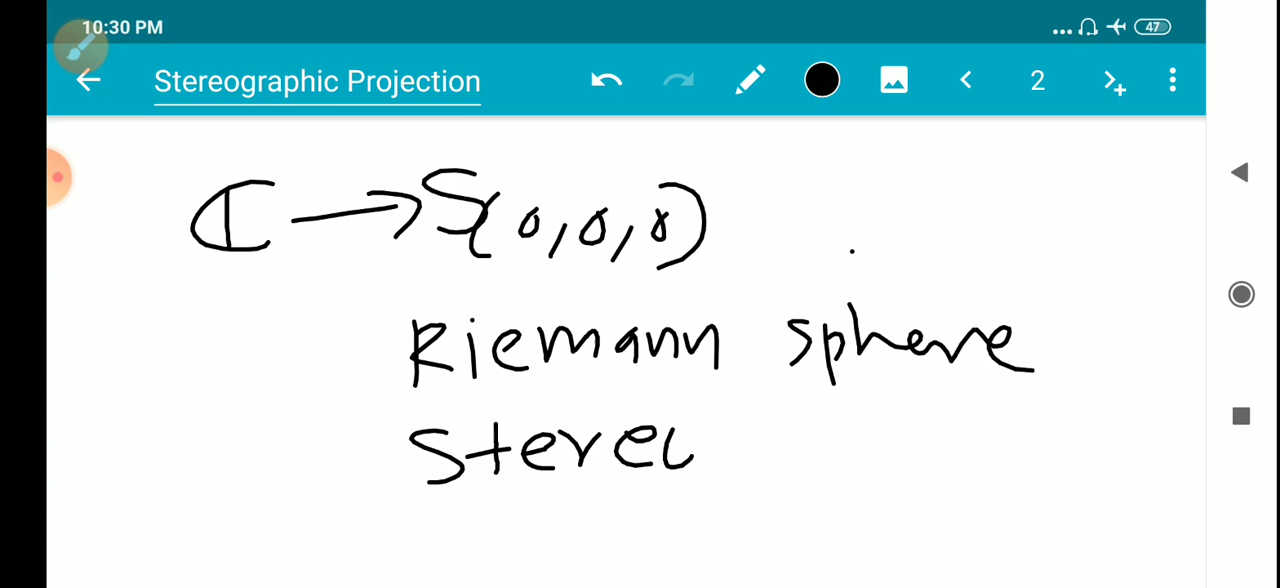 10:30 PM
47
Stereographic Projection
2
ℂ → S(0,0,0)
Riemann sphere
Stereo